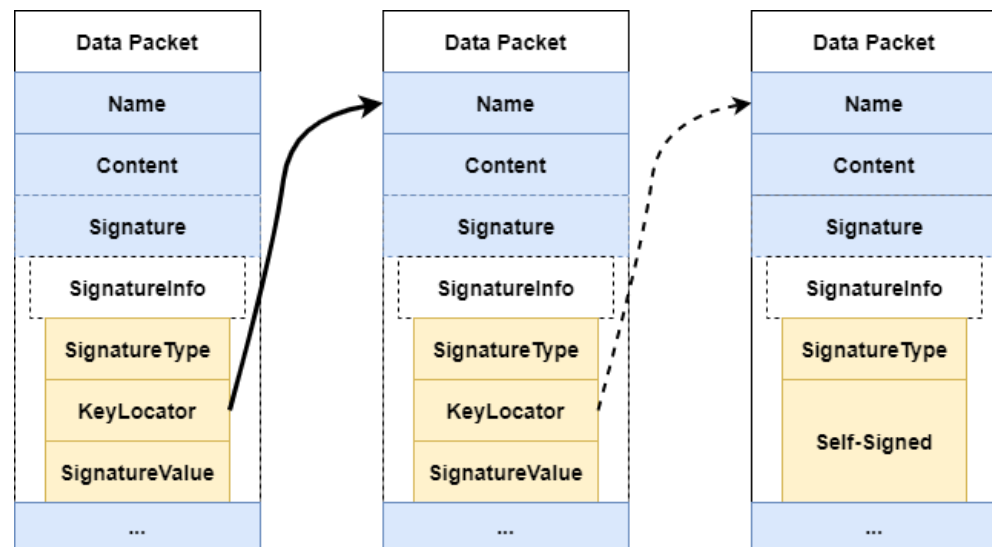 Data Packet
Name
Content
Signature
SignatureInfo
SignatureType
KeyLocator
SignatureValue
...
Data Packet
Name
Content
Signature
SignatureInfo
SignatureType
KeyLocator
SignatureValue
...
Data Packet
Name
Content
Signature
SignatureInfo
SignatureType
Self-Signed
...